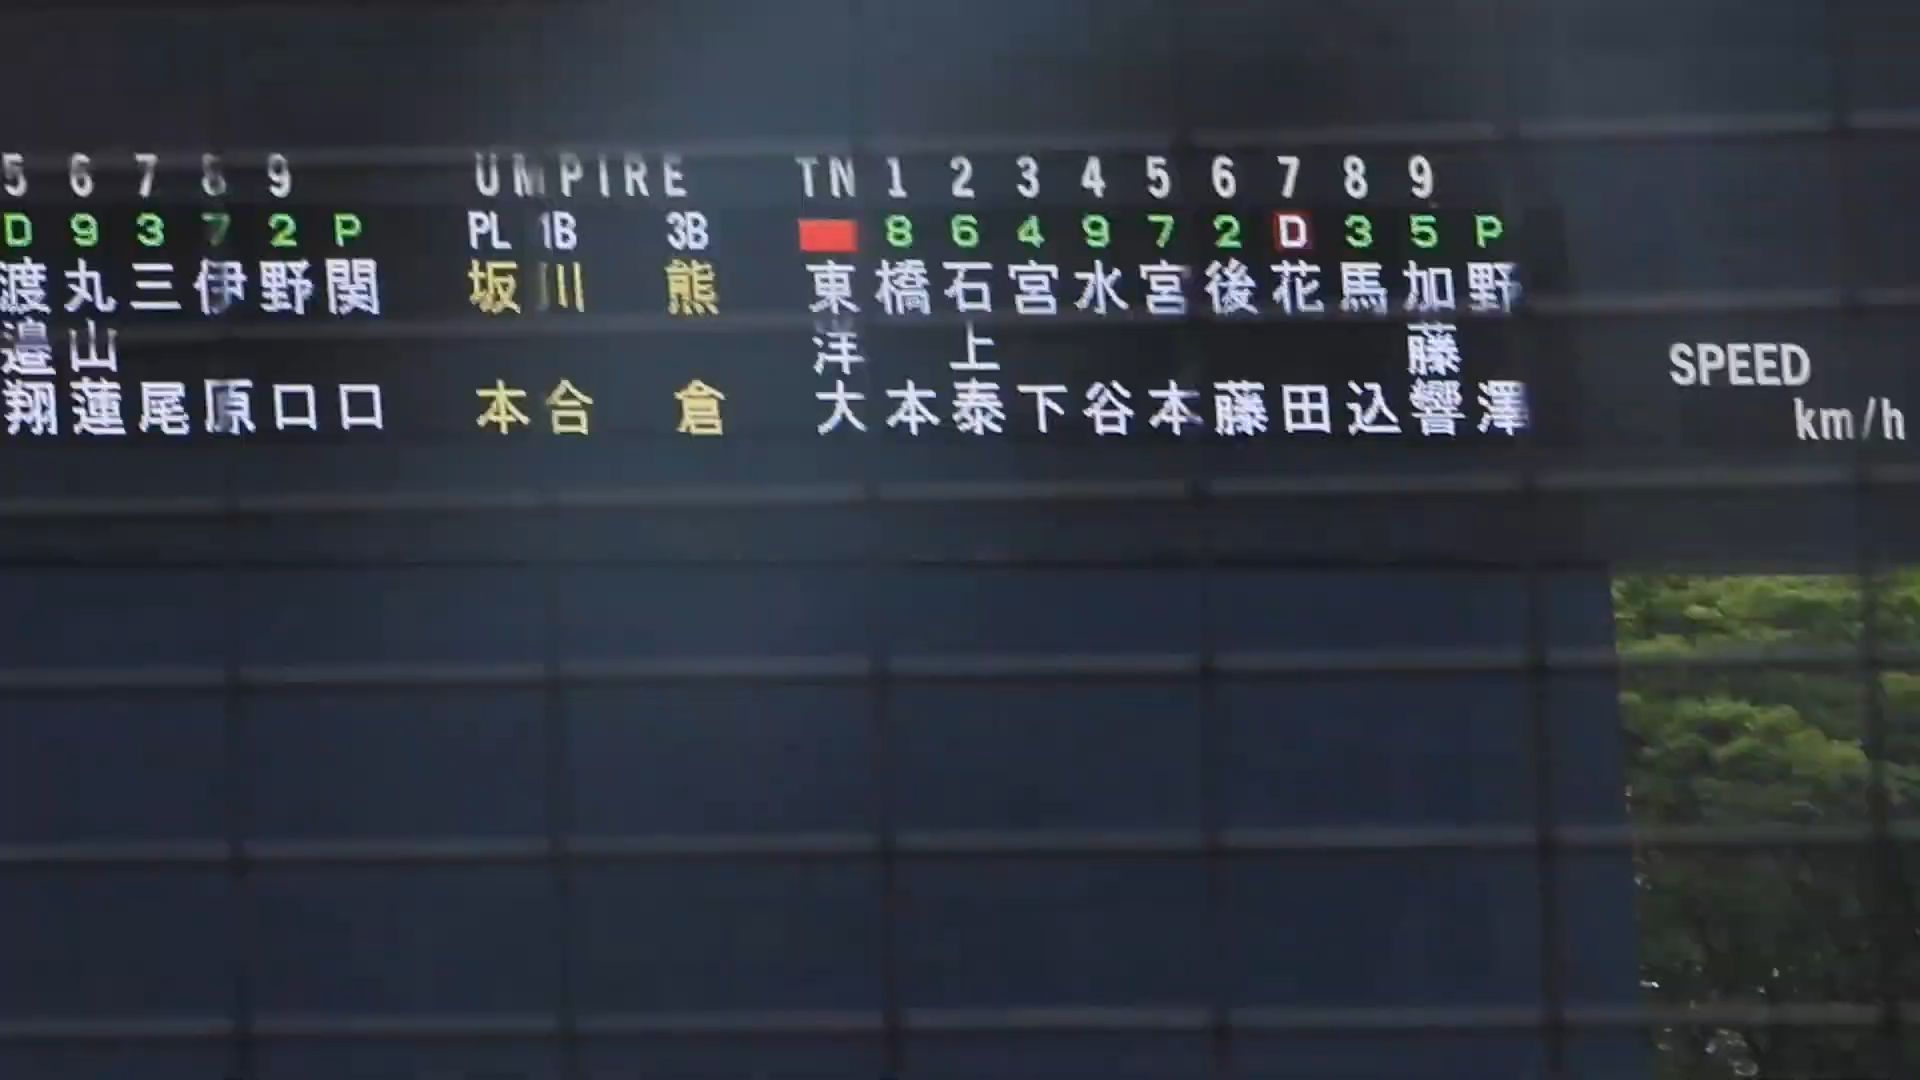 5 6 7 8 9 UMPIRE TN 1 2 3 4 5 6 7 8 9
D 9 3 7 2 P PL 1B 3B 8 6 4 9 7 2 D 3 5 P
渡 丸 三 伊 野 関 坂 川 熊 東 橋 石 宮 水 宮 後 花 馬 加 野
邉 山 洋 上 藤
翔 蓮 尾 原 口 口 本 合 倉 大 本 泰 下 谷 本 藤 田 込 響 澤
SPEED
km/h